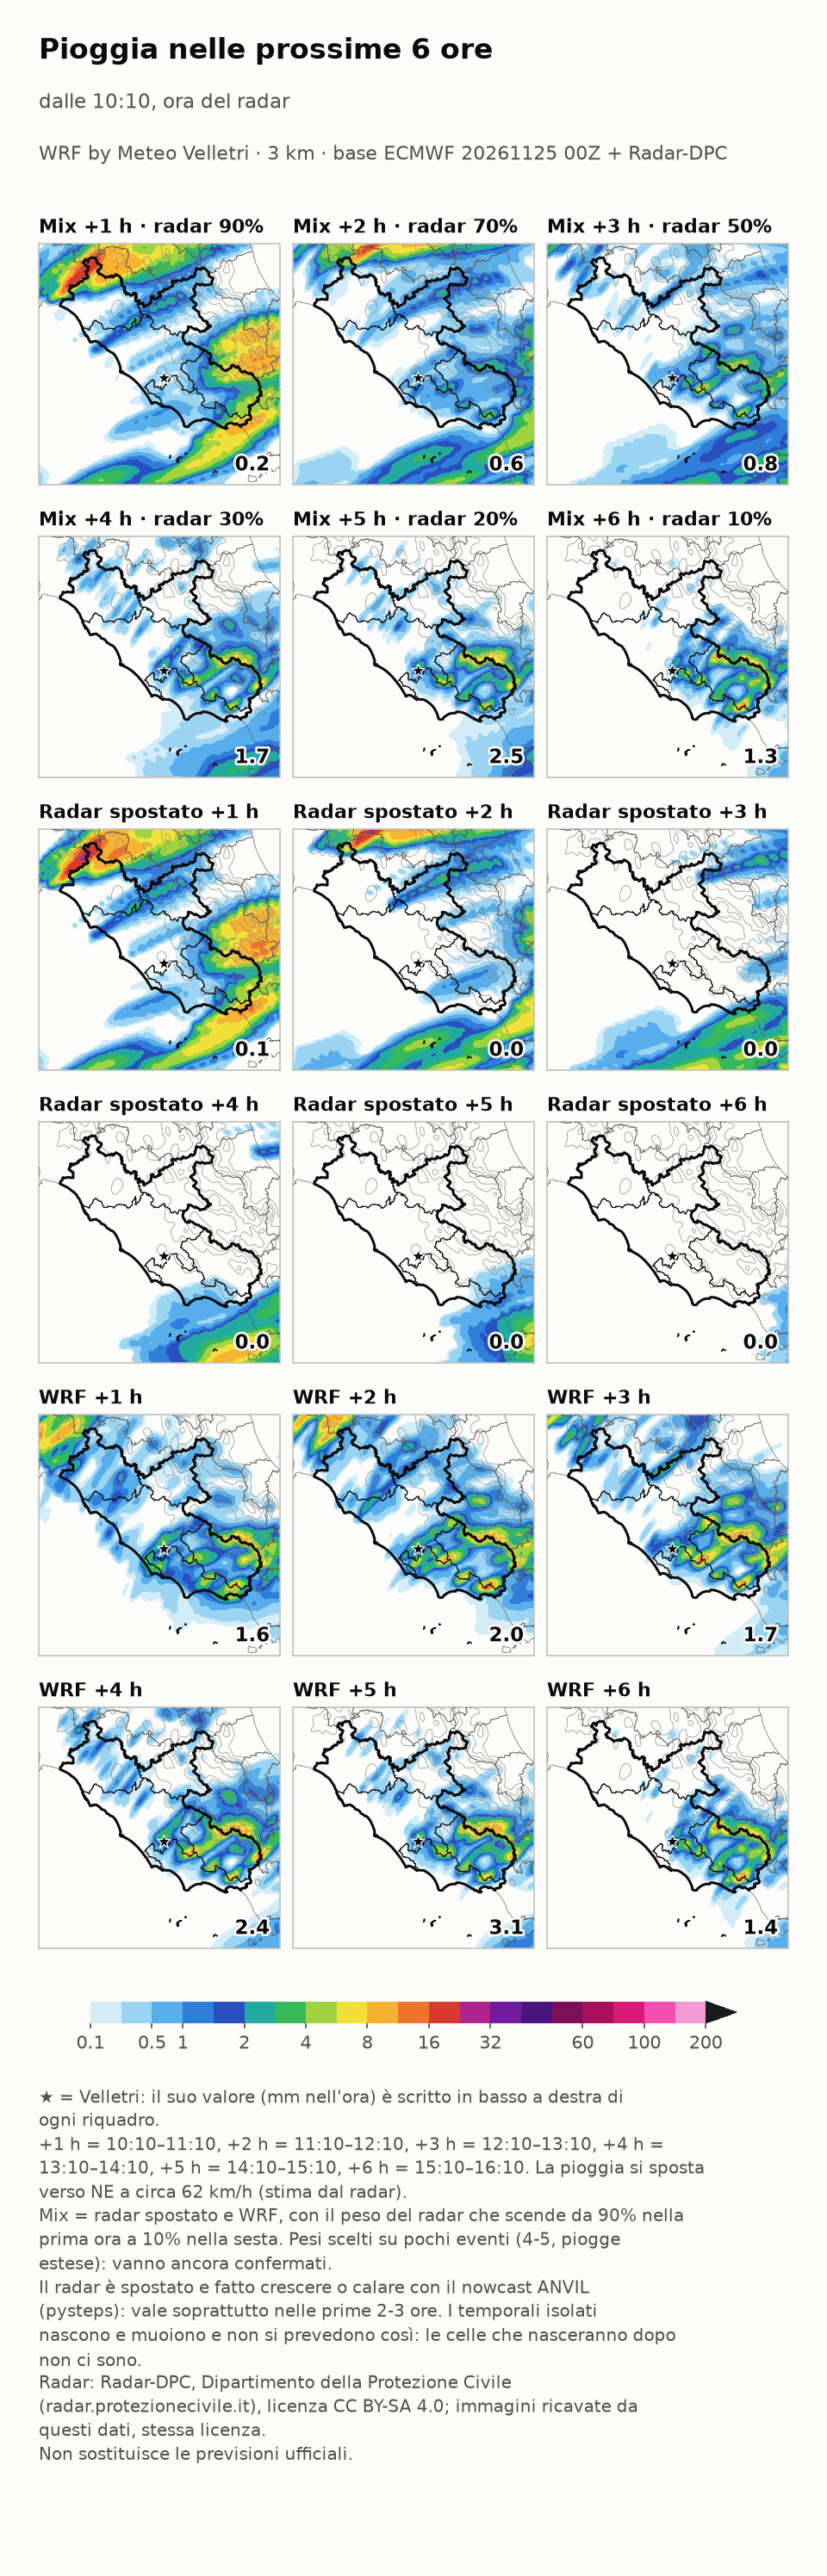 Pioggia nelle prossime 6 ore
dalle 10:10, ora del radar
WRF by Meteo Velletri · 3 km · base ECMWF 20261125 00Z + Radar-DPC
Mix +1 h · radar 90%
Mix +2 h · radar 70%
Mix +3 h · radar 50%
0.2
0.6
0.8
Mix +4 h · radar 30%
Mix +5 h · radar 20%
Mix +6 h · radar 10%
1.7
2.5
1.3
Radar spostato +1 h
Radar spostato +2 h
Radar spostato +3 h
0.1
0.0
0.0
Radar spostato +4 h
Radar spostato +5 h
Radar spostato +6 h
0.0
0.0
0.0
WRF +1 h
WRF +2 h
WRF +3 h
1.6
2.0
1.7
WRF +4 h
WRF +5 h
WRF +6 h
2.4
3.1
1.4
0.1 0.5 1 2 4 8 16 32 60 100 200
★ = Velletri: il suo valore (mm nell'ora) è scritto in basso a destra di
ogni riquadro.
+1 h = 10:10–11:10, +2 h = 11:10–12:10, +3 h = 12:10–13:10, +4 h =
13:10–14:10, +5 h = 14:10–15:10, +6 h = 15:10–16:10. La pioggia si sposta
verso NE a circa 62 km/h (stima dal radar).
Mix = radar spostato e WRF, con il peso del radar che scende da 90% nella
prima ora a 10% nella sesta. Pesi scelti su pochi eventi (4-5, piogge
estese): vanno ancora confermati.
Il radar è spostato e fatto crescere o calare con il nowcast ANVIL
(pysteps): vale soprattutto nelle prime 2-3 ore. I temporali isolati
nascono e muoiono e non si prevedono così: le celle che nasceranno dopo
non ci sono.
Radar: Radar-DPC, Dipartimento della Protezione Civile
(radar.protezionecivile.it), licenza CC BY-SA 4.0; immagini ricavate da
questi dati, stessa licenza.
Non sostituisce le previsioni ufficiali.